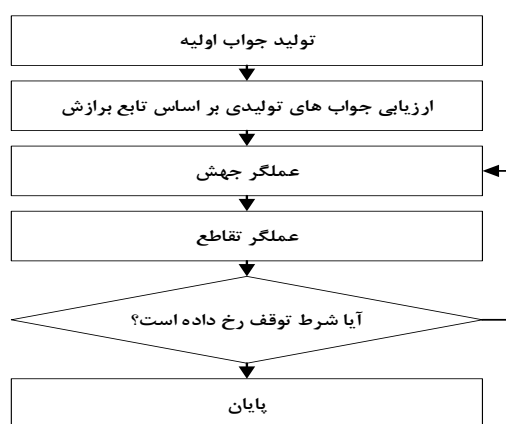 تولید جواب اولیه
ارزیابی جواب های تولیدی بر اساس تابع برازش
عملگر جهش
عملگر تقاطع
آیا شرط توقف رخ داده است؟
پایان